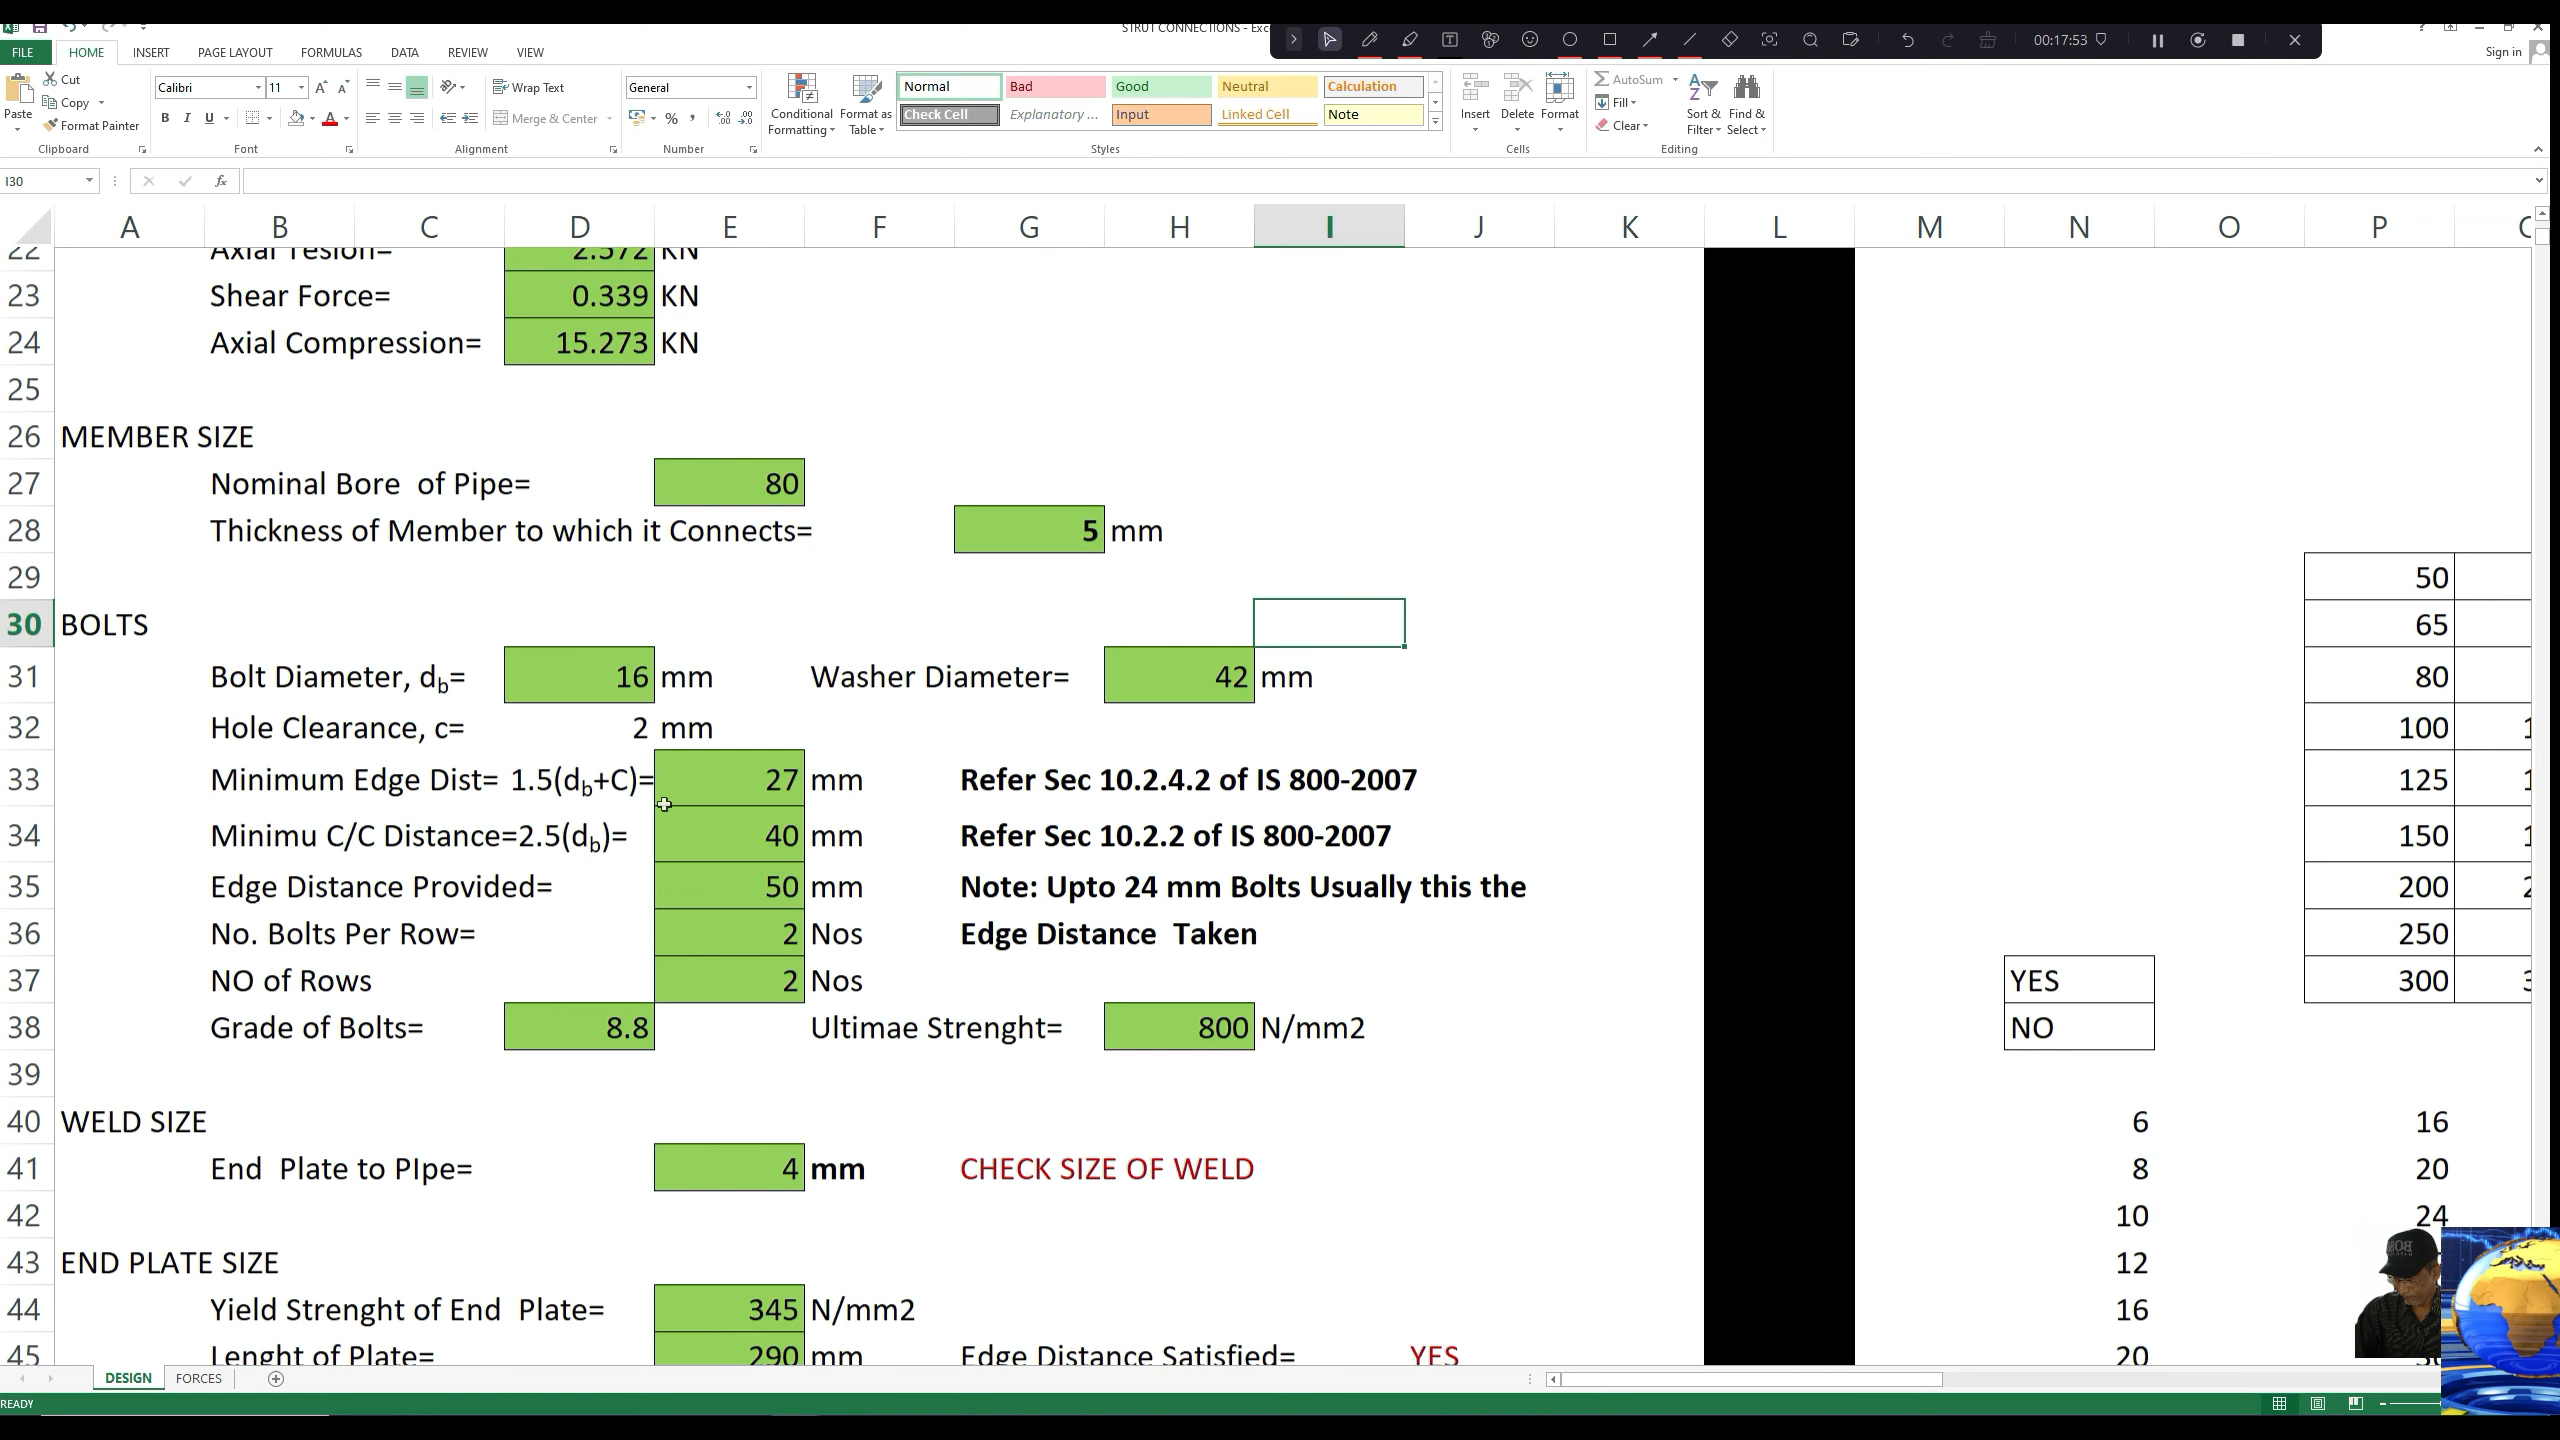 STRUT CONNECTIONS - Exce
00:17:53
FILE HOME INSERT PAGE LAYOUT FORMULAS DATA REVIEW VIEW
Sign in
Paste
Cut
Copy
Format Painter
Clipboard
Calibri 11
B I U
Font
Wrap Text
Merge & Center
Alignment
General
Number
Conditional Formatting
Format as Table
Normal Bad Good Neutral Calculation
Check Cell Explanatory ... Input Linked Cell Note
Styles
Insert Delete Format
Cells
AutoSum
Fill
Clear
Sort & Filter
Find & Select
Editing
I30
A B C D E F G H I J K L M N O P
22 Axial Tesion= 2.572 KN
23 Shear Force= 0.339 KN
24 Axial Compression= 15.273 KN
25
26 MEMBER SIZE
27 Nominal Bore of Pipe= 80
28 Thickness of Member to which it Connects= 5 mm
29 50
30 BOLTS 65
31 Bolt Diameter, db= 16 mm Washer Diameter= 42 mm 80
32 Hole Clearance, c= 2 mm 100 1
33 Minimum Edge Dist= 1.5(db+C)= 27 mm Refer Sec 10.2.4.2 of IS 800-2007 125 1
34 Minimu C/C Distance=2.5(db)= 40 mm Refer Sec 10.2.2 of IS 800-2007 150 1
35 Edge Distance Provided= 50 mm Note: Upto 24 mm Bolts Usually this the 200 2
36 No. Bolts Per Row= 2 Nos Edge Distance Taken 250
37 NO of Rows 2 Nos YES 300 3
38 Grade of Bolts= 8.8 Ultimae Strenght= 800 N/mm2 NO
39
40 WELD SIZE 6 16
41 End Plate to PIpe= 4 mm CHECK SIZE OF WELD 8 20
42 10 24
43 END PLATE SIZE 12
44 Yield Strenght of End Plate= 345 N/mm2 16
45 Lenght of Plate= 290 mm Edge Distance Satisfied= YES 20
DESIGN FORCES
READY